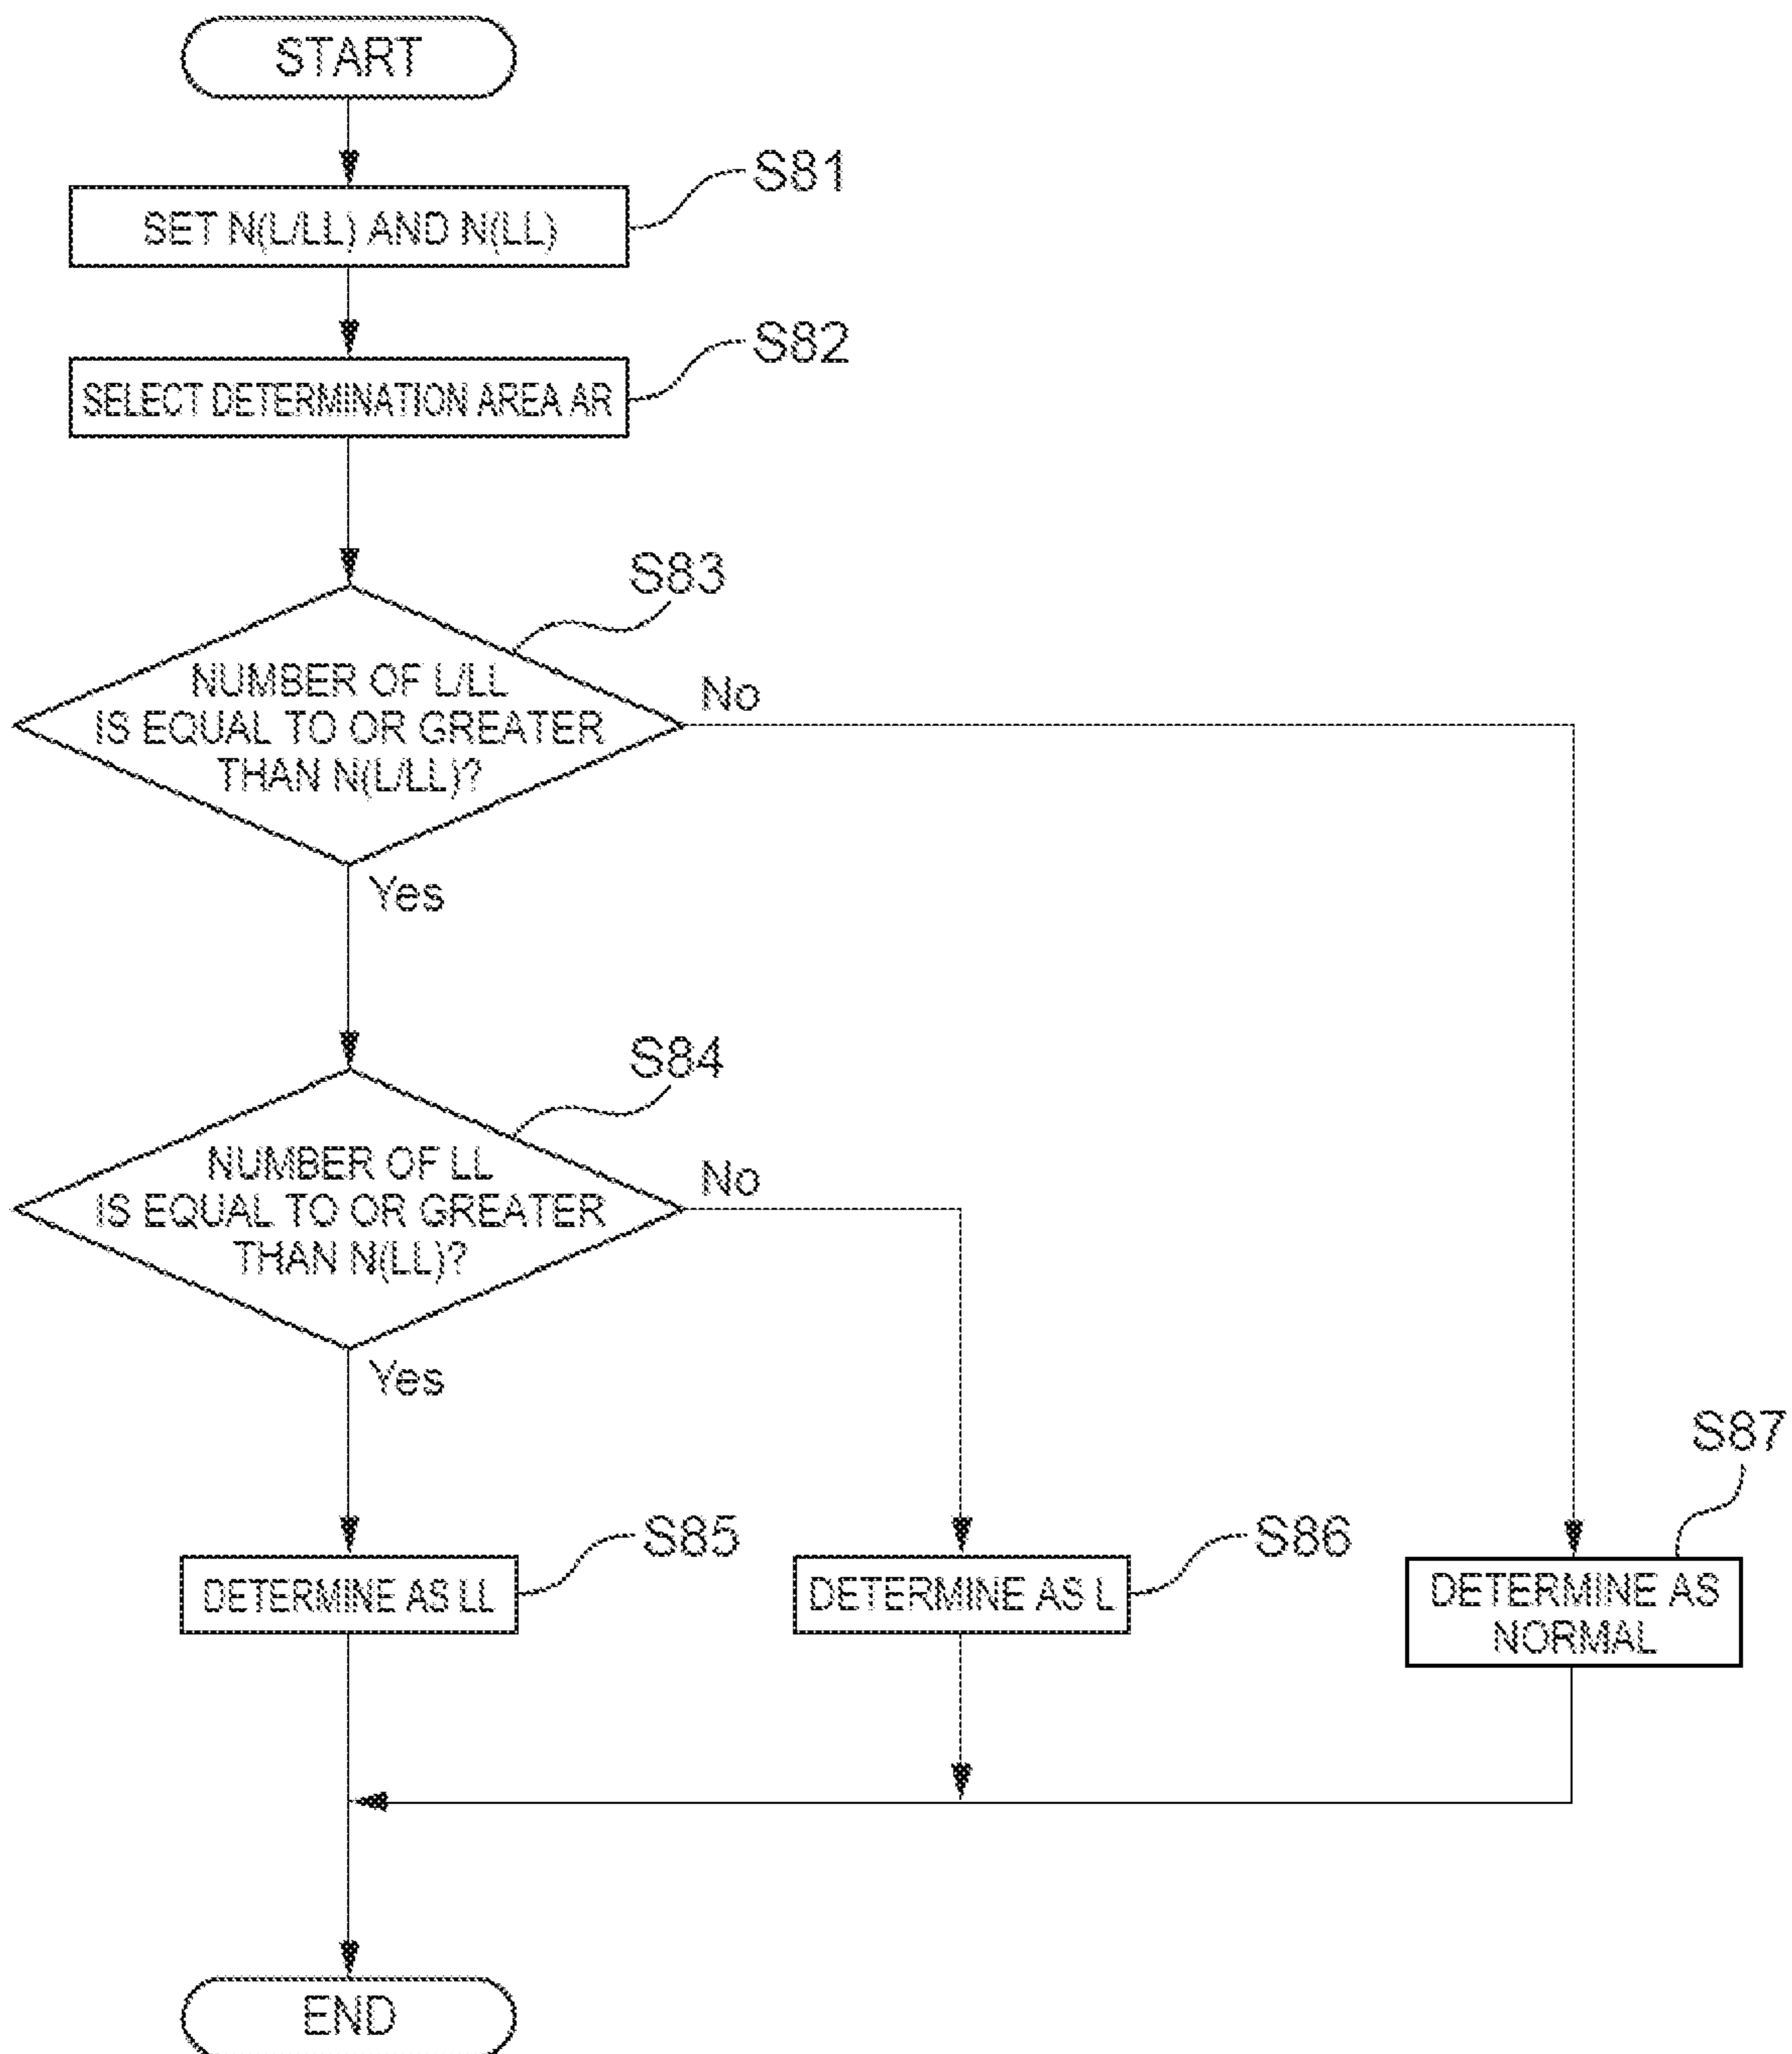 START
S81
SET N(L/LL) AND N(LL)
S82
SELECT DETERMINATION AREA AR
S83
NUMBER OF L/LL
IS EQUAL TO OR GREATER
THAN N(L/LL)?
No
Yes
S84
NUMBER OF LL
IS EQUAL TO OR GREATER
THAN N(LL)?
No
Yes
S85
DETERMINE AS LL
S86
DETERMINE AS L
S87
DETERMINE AS
NORMAL
END